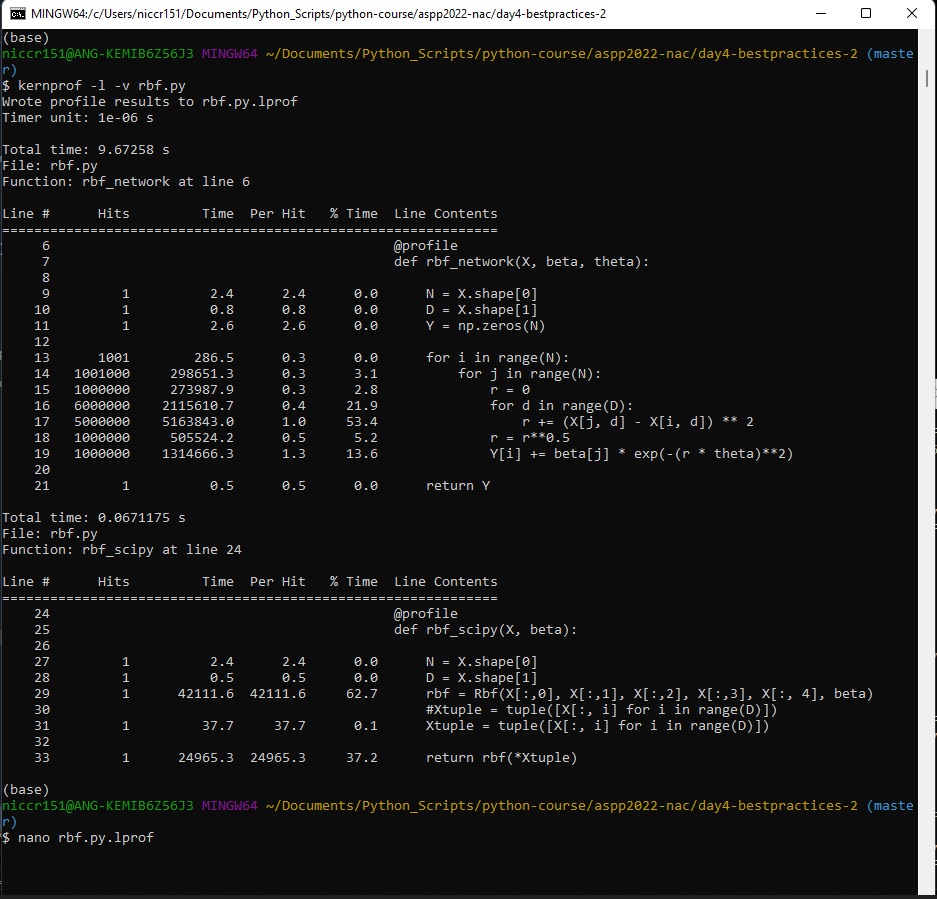 MINGW64:/c/Users/niccr151/Documents/Python_Scripts/python-course/aspp2022-nac/day4-bestpractices-2
(base)
niccr151@ANG-KEMIB6Z56J3 MINGW64 ~/Documents/Python_Scripts/python-course/aspp2022-nac/day4-bestpractices-2 (maste
r)
$ kernprof -l -v rbf.py
Wrote profile results to rbf.py.lprof
Timer unit: 1e-06 s

Total time: 9.67258 s
File: rbf.py
Function: rbf_network at line 6

Line #      Hits         Time  Per Hit   % Time  Line Contents
==============================================================
     6                                           @profile
     7                                           def rbf_network(X, beta, theta):
     8
     9         1          2.4      2.4      0.0      N = X.shape[0]
    10         1          0.8      0.8      0.0      D = X.shape[1]
    11         1          2.6      2.6      0.0      Y = np.zeros(N)
    12
    13      1001        286.5      0.3      0.0      for i in range(N):
    14   1001000     298651.3      0.3      3.1          for j in range(N):
    15   1000000     273987.9      0.3      2.8              r = 0
    16   6000000    2115610.7      0.4     21.9              for d in range(D):
    17   5000000    5163843.0      1.0     53.4                  r += (X[j, d] - X[i, d]) ** 2
    18   1000000     505524.2      0.5      5.2              r = r**0.5
    19   1000000    1314666.3      1.3     13.6              Y[i] += beta[j] * exp(-(r * theta)**2)
    20
    21         1          0.5      0.5      0.0      return Y

Total time: 0.0671175 s
File: rbf.py
Function: rbf_scipy at line 24

Line #      Hits         Time  Per Hit   % Time  Line Contents
==============================================================
    24                                           @profile
    25                                           def rbf_scipy(X, beta):
    26
    27         1          2.4      2.4      0.0      N = X.shape[0]
    28         1          0.5      0.5      0.0      D = X.shape[1]
    29         1      42111.6  42111.6     62.7      rbf = Rbf(X[:,0], X[:,1], X[:,2], X[:,3], X[:, 4], beta)
    30                                               #Xtuple = tuple([X[:, i] for i in range(D)])
    31         1         37.7     37.7      0.1      Xtuple = tuple([X[:, i] for i in range(D)])
    32
    33         1      24965.3  24965.3     37.2      return rbf(*Xtuple)

(base)
niccr151@ANG-KEMIB6Z56J3 MINGW64 ~/Documents/Python_Scripts/python-course/aspp2022-nac/day4-bestpractices-2 (maste
r)
$ nano rbf.py.lprof